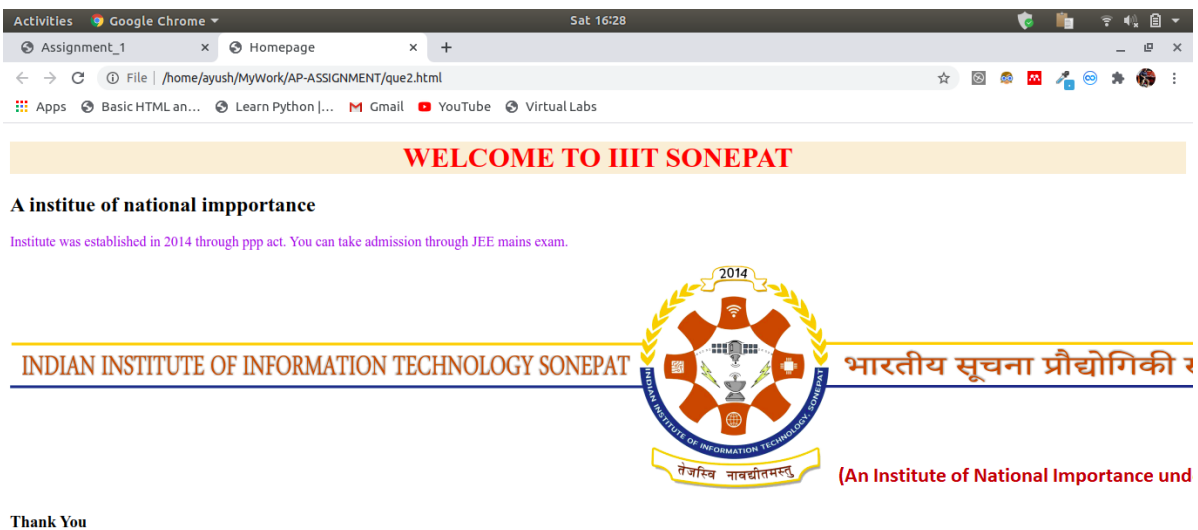 Activities Google Chrome Sat 16:28
Assignment_1 × Homepage × +
File | /home/ayush/MyWork/AP-ASSIGNMENT/que2.html
Apps Basic HTML an... Learn Python |... Gmail YouTube Virtual Labs
WELCOME TO IIIT SONEPAT
A institue of national impportance
Institute was established in 2014 through ppp act. You can take admission through JEE mains exam.
2014
INDIAN INSTITUTE OF INFORMATION TECHNOLOGY SONEPAT
भारतीय सूचना प्रौद्योगिकी
INDIAN INSTITUTE OF INFORMATION TECHNOLOGY, SONEPAT
तेजस्वि नावधीतमस्तु
(An Institute of National Importance und
Thank You